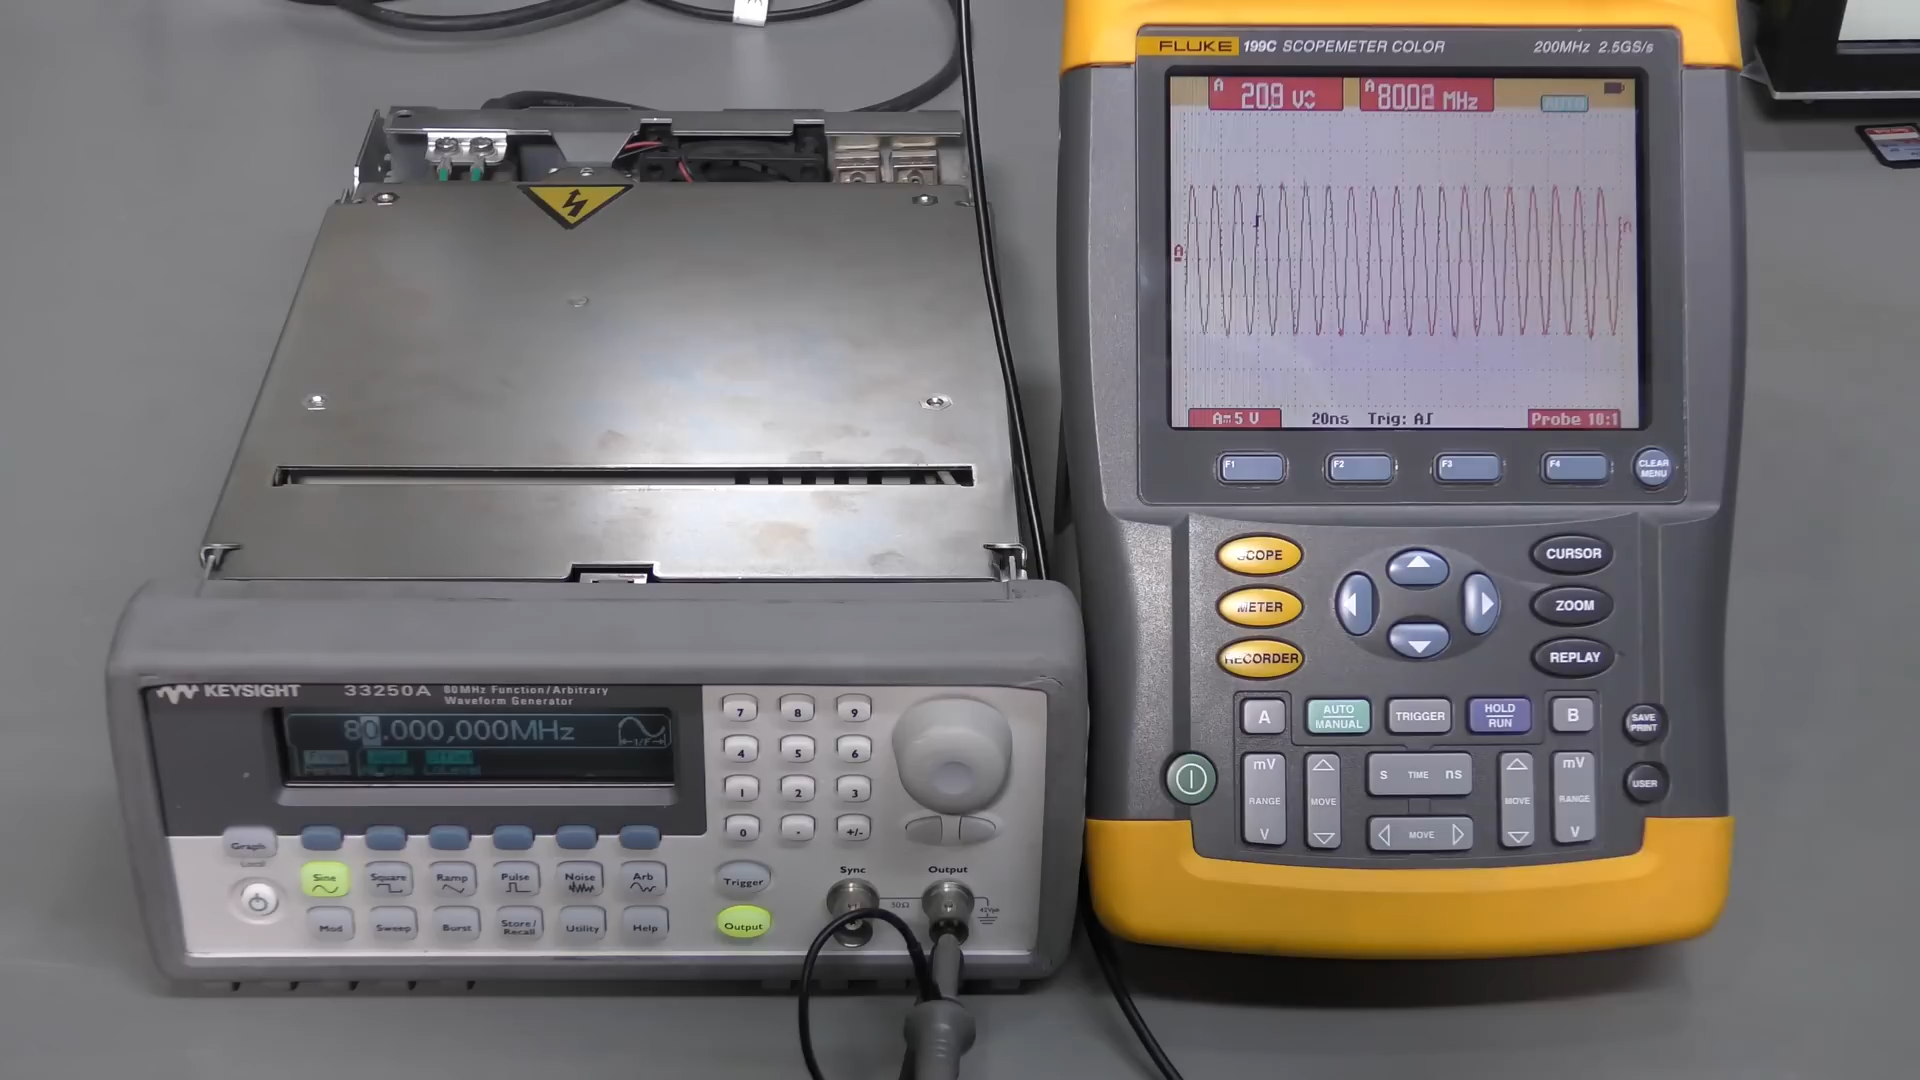 FLUKE 199C SCOPEMETER COLOR 200MHz 2.5GS/s
A 20.9 V
A 80.02 MHz
AUTO
A
A 5 V 20ns Trig: A Probe 10:1
F1 F2 F3 F4 CLEAR MENU
SCOPE CURSOR
METER ZOOM
RECORDER REPLAY
A AUTO MANUAL TRIGGER HOLD RUN B SAVE PRINT
mV s TIME ns mV USER
RANGE MOVE MOVE RANGE
V MOVE V
KEYSIGHT 33250A 80MHz Function/Arbitrary
Waveform Generator
80.000,000MHz
1/F
Freq
7 8 9
4 5 6
1 2 3
0 . +/-
Graph
Local
Sine Square Ramp Pulse Noise Arb Trigger
Mod Sweep Burst Store/ Recall Utility Help Output
Sync Output
50Ω
42Vpk